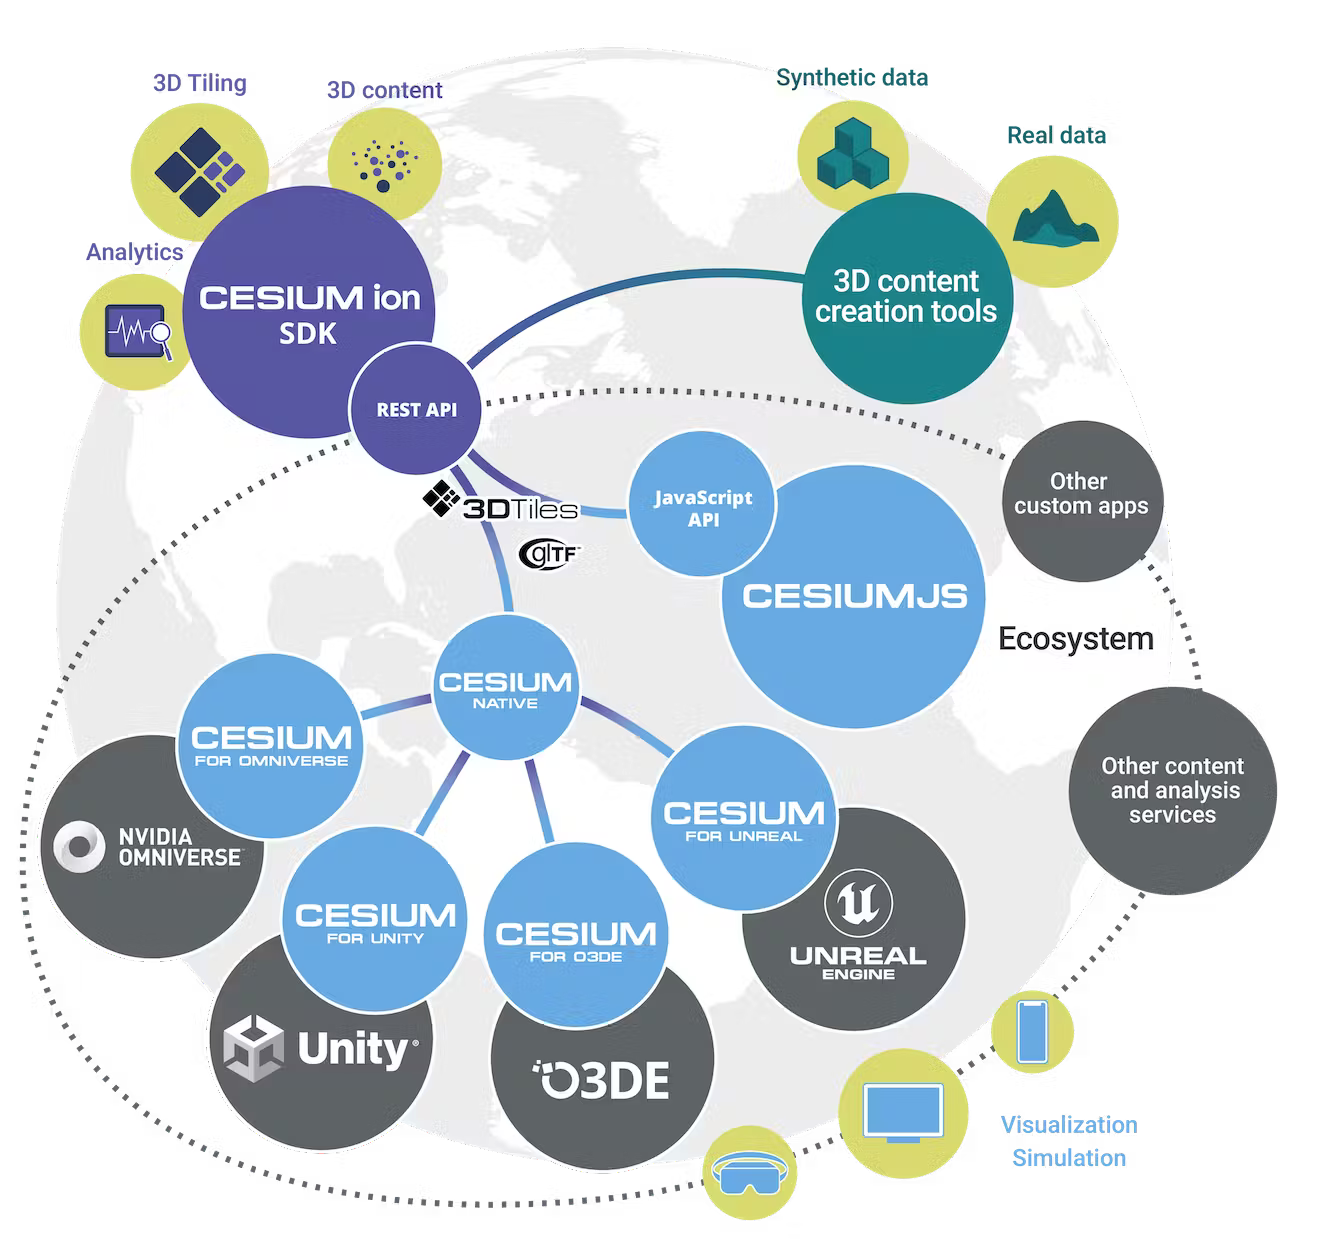 3D Tiling
3D content
Analytics
CESIUM ion
SDK
REST API
Synthetic data
Real data
3D content
creation tools
3DTiles
glTF™
JavaScript
API
CESIUMJS
Other
custom apps
Ecosystem
Other content
and analysis
services
CESIUM
NATIVE
CESIUM
FOR OMNIVERSE
NVIDIA
OMNIVERSE™
CESIUM
FOR UNITY
Unity®
CESIUM
FOR O3DE
O3DE
CESIUM
FOR UNREAL
UNREAL
ENGINE
Visualization
Simulation